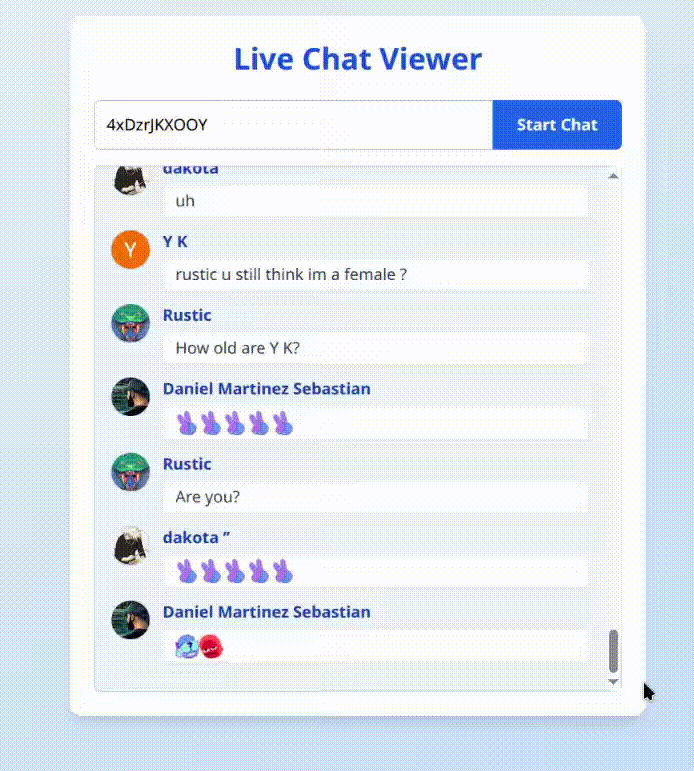 Live Chat Viewer
4xDzrJKXOOY
Start Chat
dakota
uh
Y
Y K
rustic u still think im a female ?
Rustic
How old are Y K?
Daniel Martinez Sebastian
Rustic
Are you?
dakota ”
Daniel Martinez Sebastian